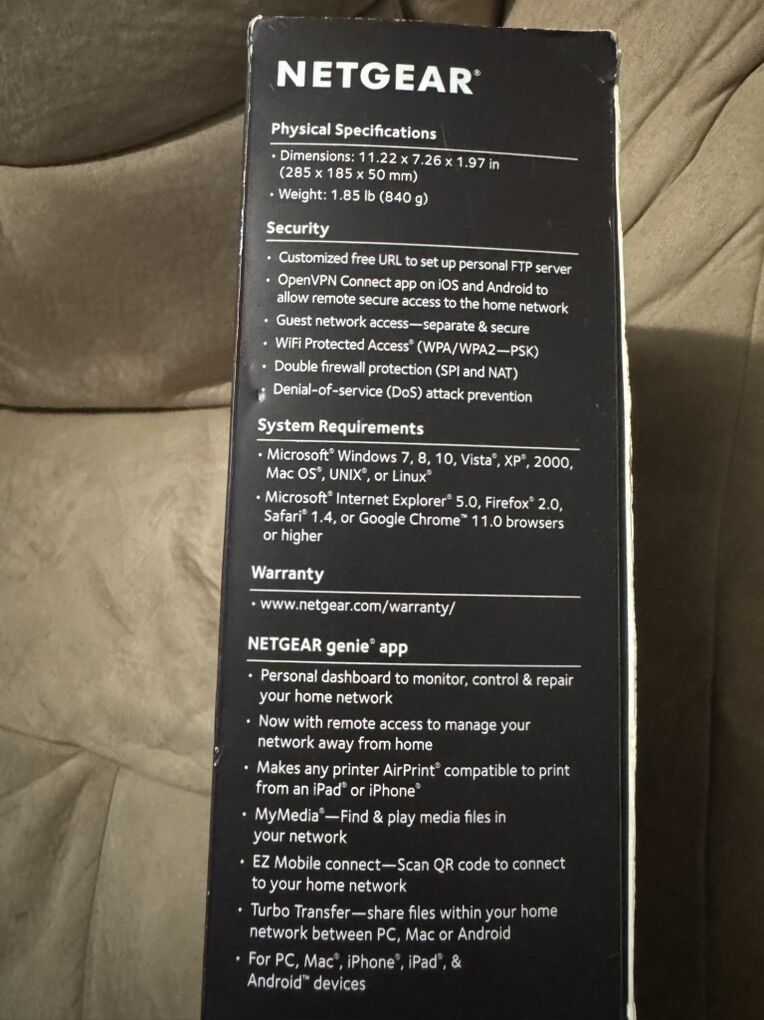 NETGEAR®
Physical Specifications
• Dimensions: 11.22 x 7.26 x 1.97 in
(285 x 185 x 50 mm)
• Weight: 1.85 lb (840 g)
Security
• Customized free URL to set up personal FTP server
• OpenVPN Connect app on iOS and Android to
allow remote secure access to the home network
• Guest network access—separate & secure
• WiFi Protected Access® (WPA/WPA2—PSK)
• Double firewall protection (SPI and NAT)
• Denial-of-service (DoS) attack prevention
System Requirements
• Microsoft® Windows 7, 8, 10, Vista®, XP®, 2000,
Mac OS®, UNIX®, or Linux®
• Microsoft® Internet Explorer® 5.0, Firefox® 2.0,
Safari® 1.4, or Google Chrome™ 11.0 browsers
or higher
Warranty
• www.netgear.com/warranty/
NETGEAR genie® app
• Personal dashboard to monitor, control & repair
your home network
• Now with remote access to manage your
network away from home
• Makes any printer AirPrint® compatible to print
from an iPad® or iPhone®
• MyMedia®—Find & play media files in
your network
• EZ Mobile connect—Scan QR code to connect
to your home network
• Turbo Transfer—share files within your home
network between PC, Mac or Android
• For PC, Mac®, iPhone®, iPad®, &
Android™ devices